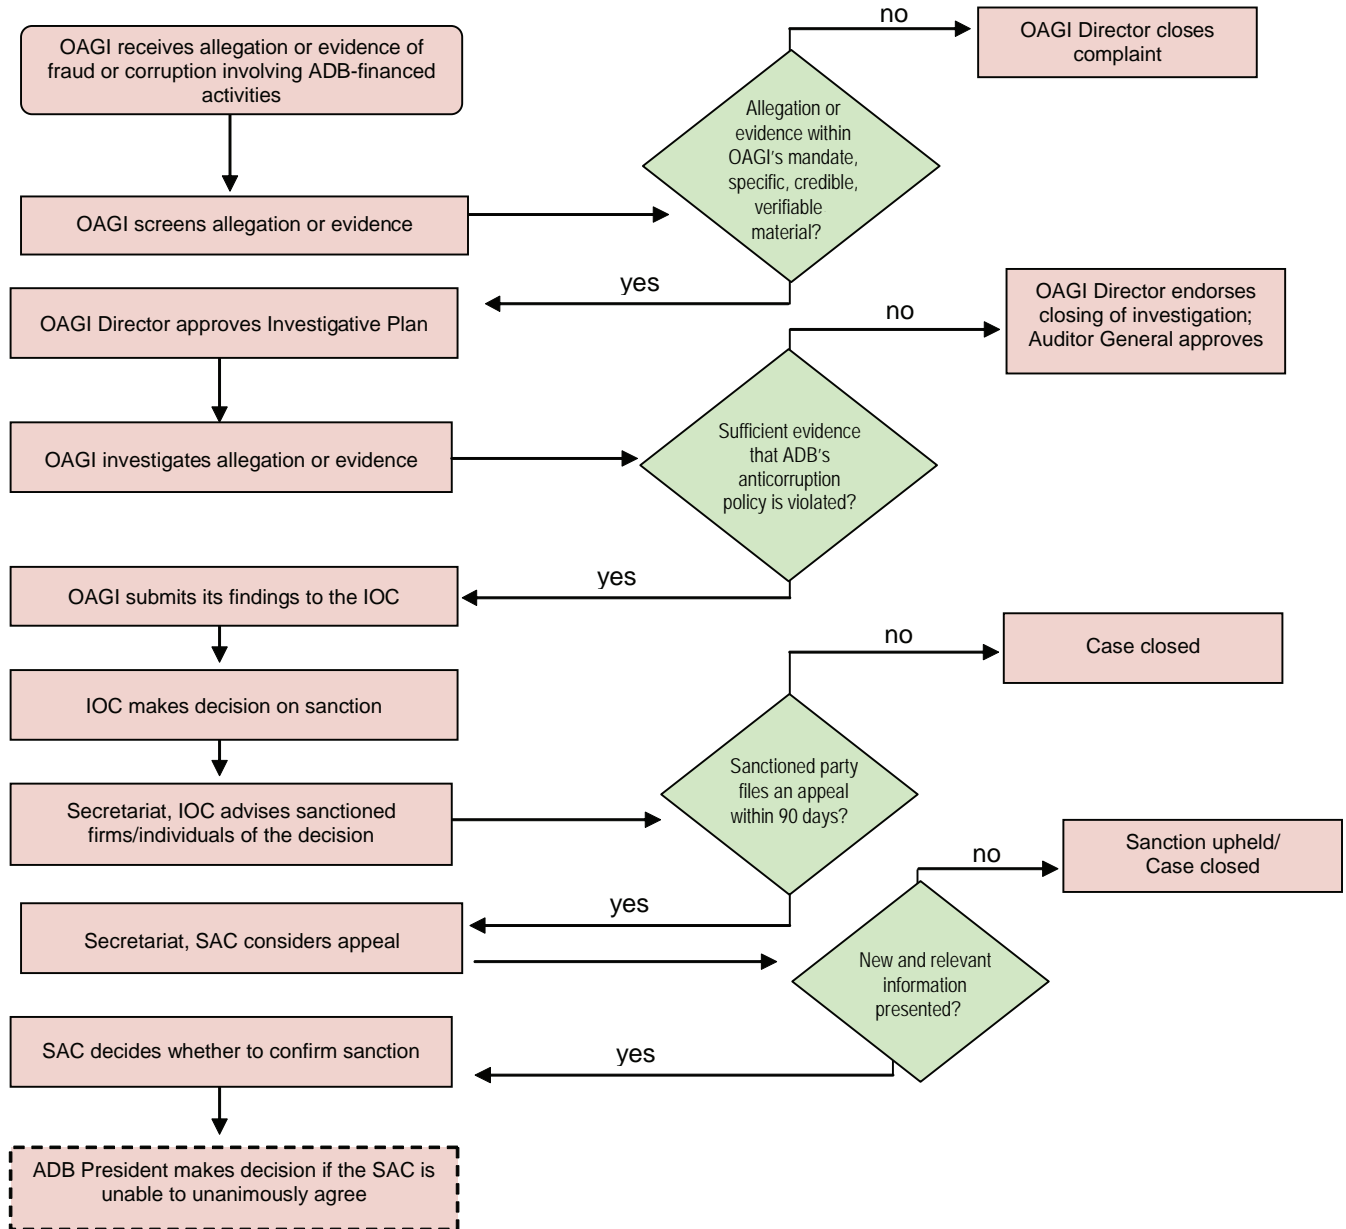 no
OAGI Director closes
complaint
OAGI receives allegation or evidence of
fraud or corruption involving ADB-financed
activities
Allegation or
evidence within
OAGI's mandate,
specific, credible,
verifiable
material?
OAGI screens allegation or evidence
yes
OAGI Director approves Investigative Plan
no
OAGI Director endorses
closing of investigation;
Auditor General approves
OAGI investigates allegation or evidence
Sufficient evidence
that ADB's
anticorruption
policy is violated?
yes
OAGI submits its findings to the IOC
no
Case closed
IOC makes decision on sanction
Secretariat, IOC advises sanctioned
firms/individuals of the decision
Sanctioned party
files an appeal
within 90 days?
no
Sanction upheld/
Case closed
yes
Secretariat, SAC considers appeal
New and relevant
information
presented?
SAC decides whether to confirm sanction
yes
ADB President makes decision if the SAC is
unable to unanimously agree